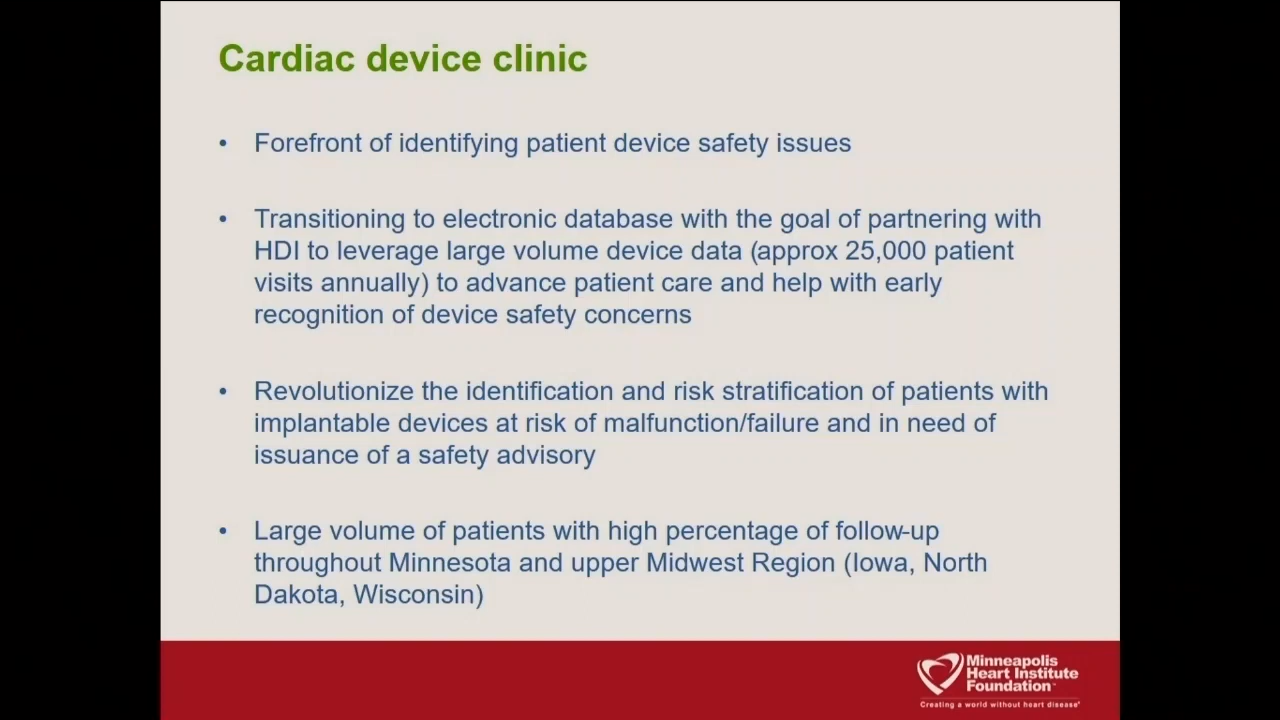 Cardiac device clinic
• Forefront of identifying patient device safety issues
• Transitioning to electronic database with the goal of partnering with
HDI to leverage large volume device data (approx 25,000 patient
visits annually) to advance patient care and help with early
recognition of device safety concerns
• Revolutionize the identification and risk stratification of patients with
implantable devices at risk of malfunction/failure and in need of
issuance of a safety advisory
• Large volume of patients with high percentage of follow-up
throughout Minnesota and upper Midwest Region (Iowa, North
Dakota, Wisconsin)
Minneapolis
Heart Institute
Foundation™
Creating a world without heart disease®